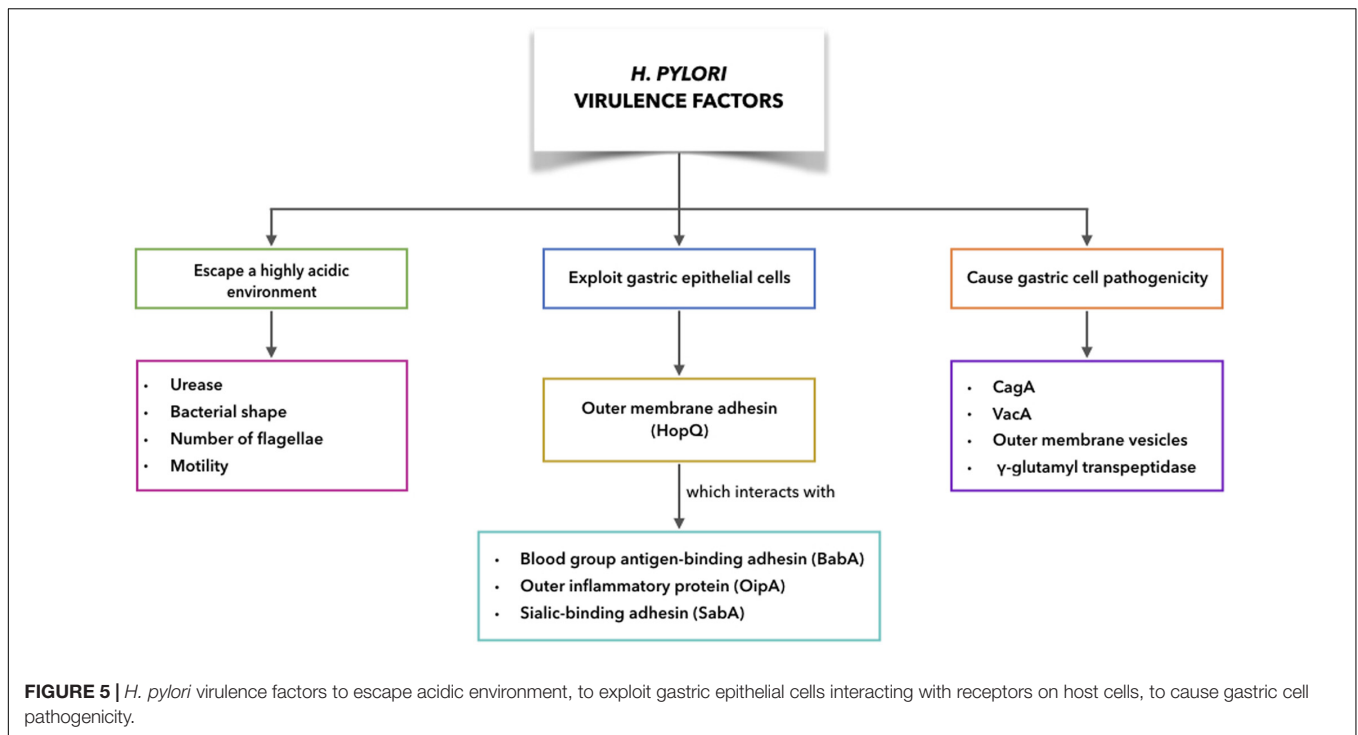 H. PYLORI
VIRULENCE FACTORS
Escape a highly acidic
environment
Exploit gastric epithelial cells
Cause gastric cell pathogenicity
• Urease
• Bacterial shape
• Number of flagellae
• Motility
Outer membrane adhesin
(HopQ)
• CagA
• VacA
• Outer membrane vesicles
• γ-glutamyl transpeptidase
which interacts with
• Blood group antigen-binding adhesin (BabA)
• Outer inflammatory protein (OipA)
• Sialic-binding adhesin (SabA)
FIGURE 5 | H. pylori virulence factors to escape acidic environment, to exploit gastric epithelial cells interacting with receptors on host cells, to cause gastric cell
pathogenicity.